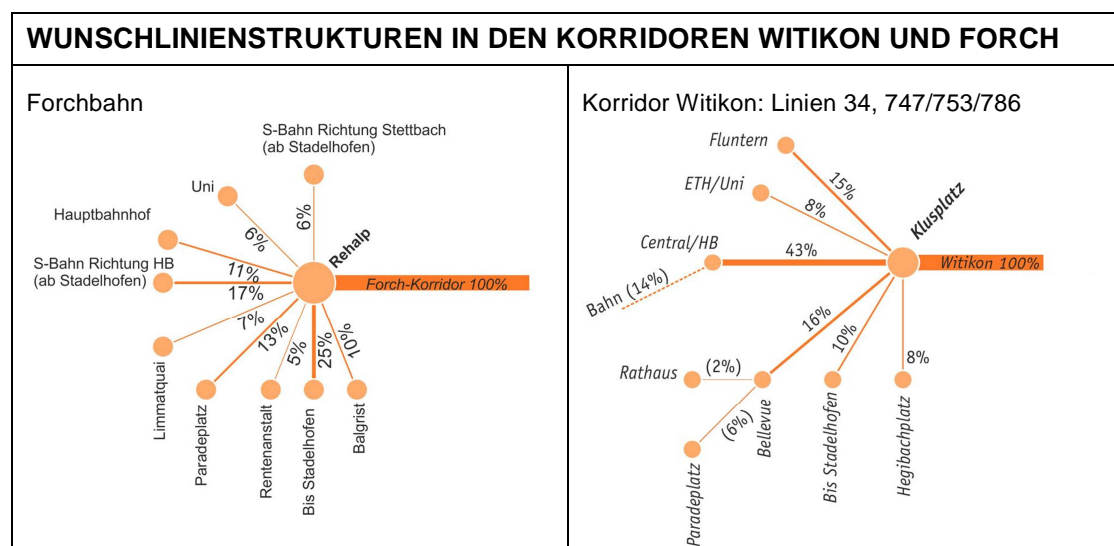 WUNSCHLINIENSTRUKTUREN IN DEN KORRIDOREN WITIKON UND FORCH
Forchbahn
S-Bahn Richtung Stettbach
(ab Stadelhofen)
Uni
Hauptbahnhof
S-Bahn Richtung HB
(ab Stadelhofen)
6%
6%
11%
17%
7%
13%
5%
25%
10%
Rehalp
Forch-Korridor 100%
Limmatquai
Paradeplatz
Rentenanstalt
Bis Stadelhofen
Balgrist
Korridor Witikon: Linien 34, 747/753/786
Fluntern
15%
ETH/Uni
8%
Klusplatz
Central/HB
43%
Witikon 100%
Bahn (14%)
16%
10%
8%
Rathaus
(2%)
(6%)
Bellevue
Paradeplatz
Bis Stadelhofen
Hegibachplatz